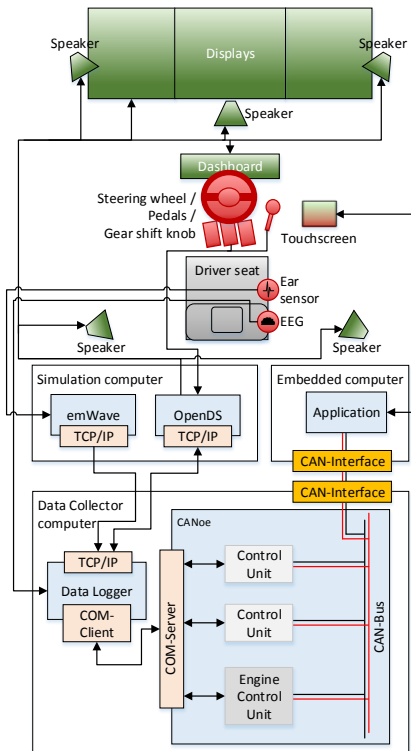 Speaker
Displays
Speaker
Speaker
Dashboard
Steering wheel /
Pedals /
Gear shift knob
Touchscreen
Driver seat
Ear
sensor
EEG
Speaker
Speaker
Simulation computer
Embedded computer
emWave
OpenDS
Application
TCP/IP
TCP/IP
CAN-Interface
CAN-Interface
Data Collector
computer
CANoe
TCP/IP
Data Logger
COM-
Client
COM-Server
Control
Unit
Control
Unit
Engine
Control
Unit
CAN-Bus